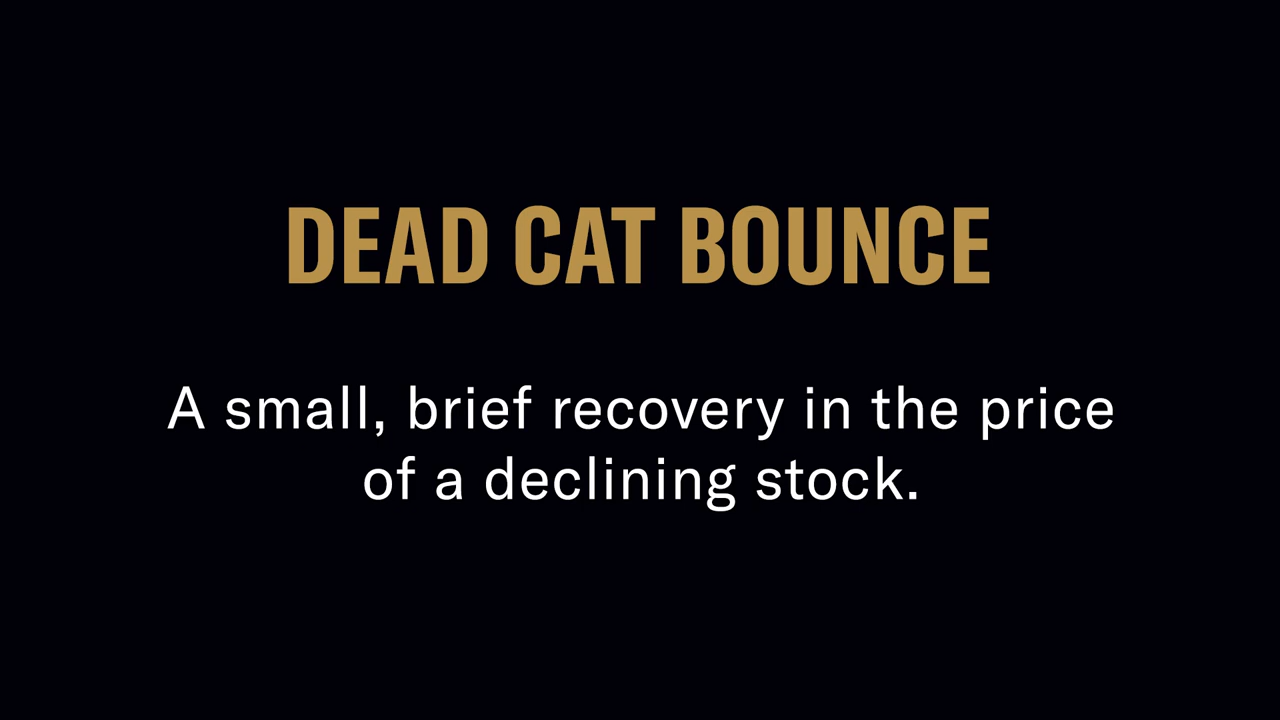 DEAD CAT BOUNCE
A small, brief recovery in the price
of a declining stock.